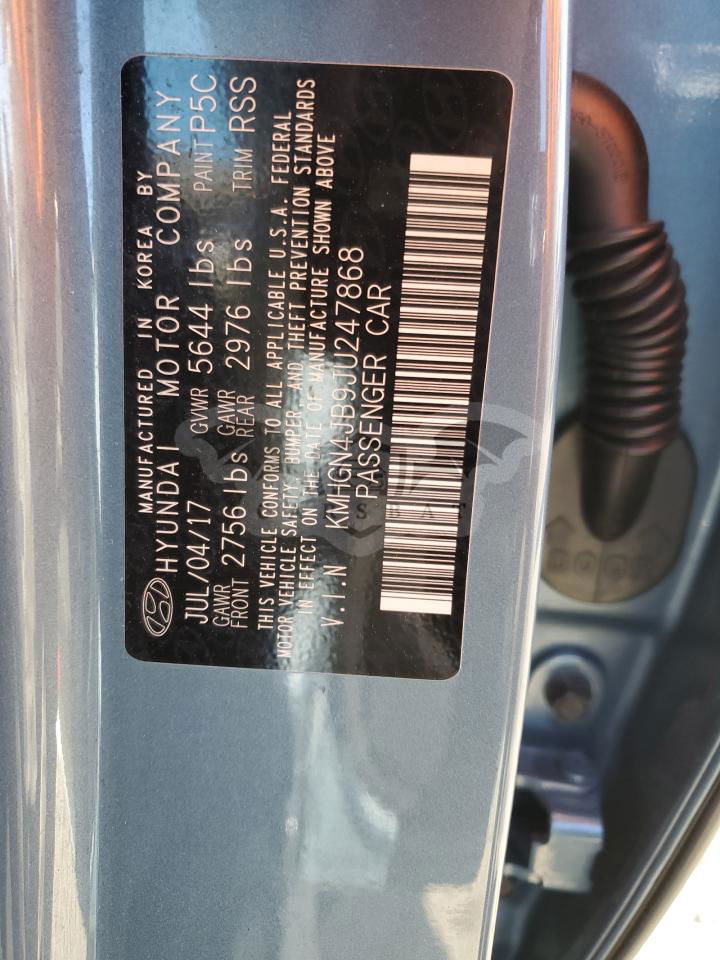 MANUFACTURED IN KOREA BY
HYUNDAI MOTOR COMPANY
JUL/04/17 GVWR 5644 lbs PAINT P5C
GAWR FRONT 2756 lbs GAWR REAR 2976 lbs TRIM RSS
THIS VEHICLE CONFORMS TO ALL APPLICABLE U.S.A. FEDERAL
MOTOR VEHICLE SAFETY, BUMPER, AND THEFT PREVENTION STANDARDS
IN EFFECT ON THE DATE OF MANUFACTURE SHOWN ABOVE
V.I.N KMHGN4JB9JU247868
PASSENGER CAR